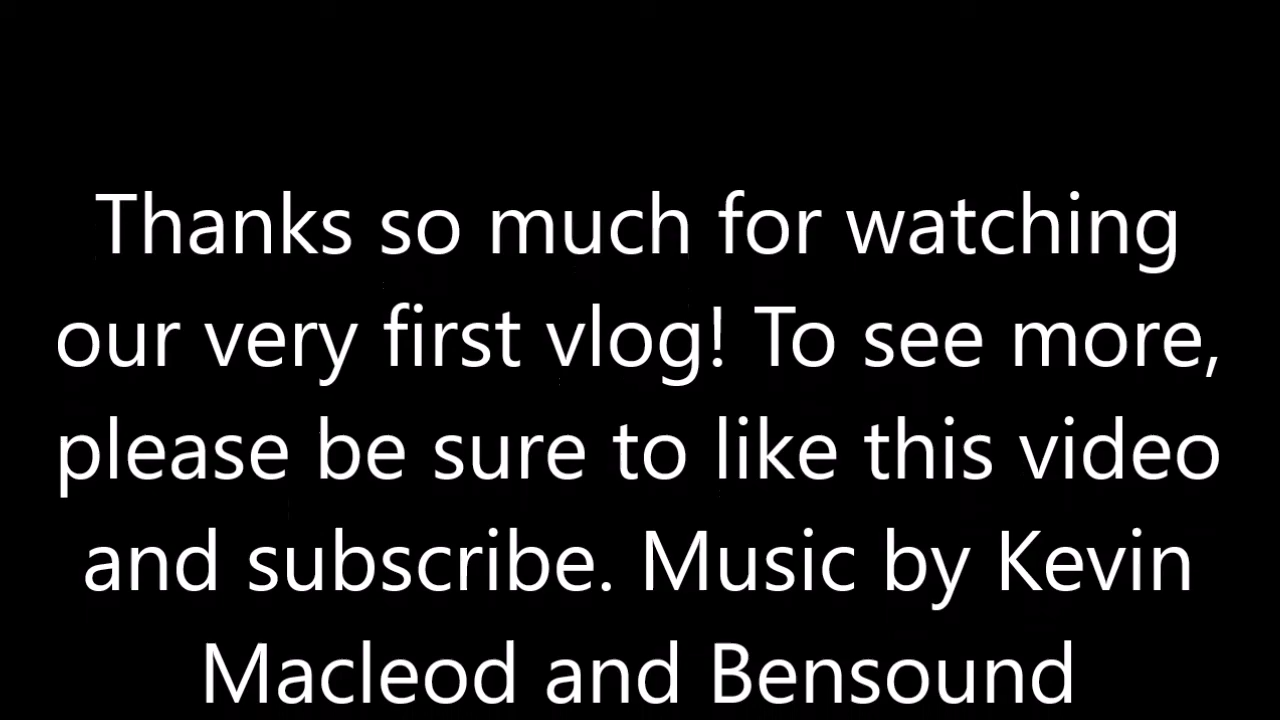 Thanks so much for watching
our very first vlog! To see more,
please be sure to like this video
and subscribe. Music by Kevin
Macleod and Bensound